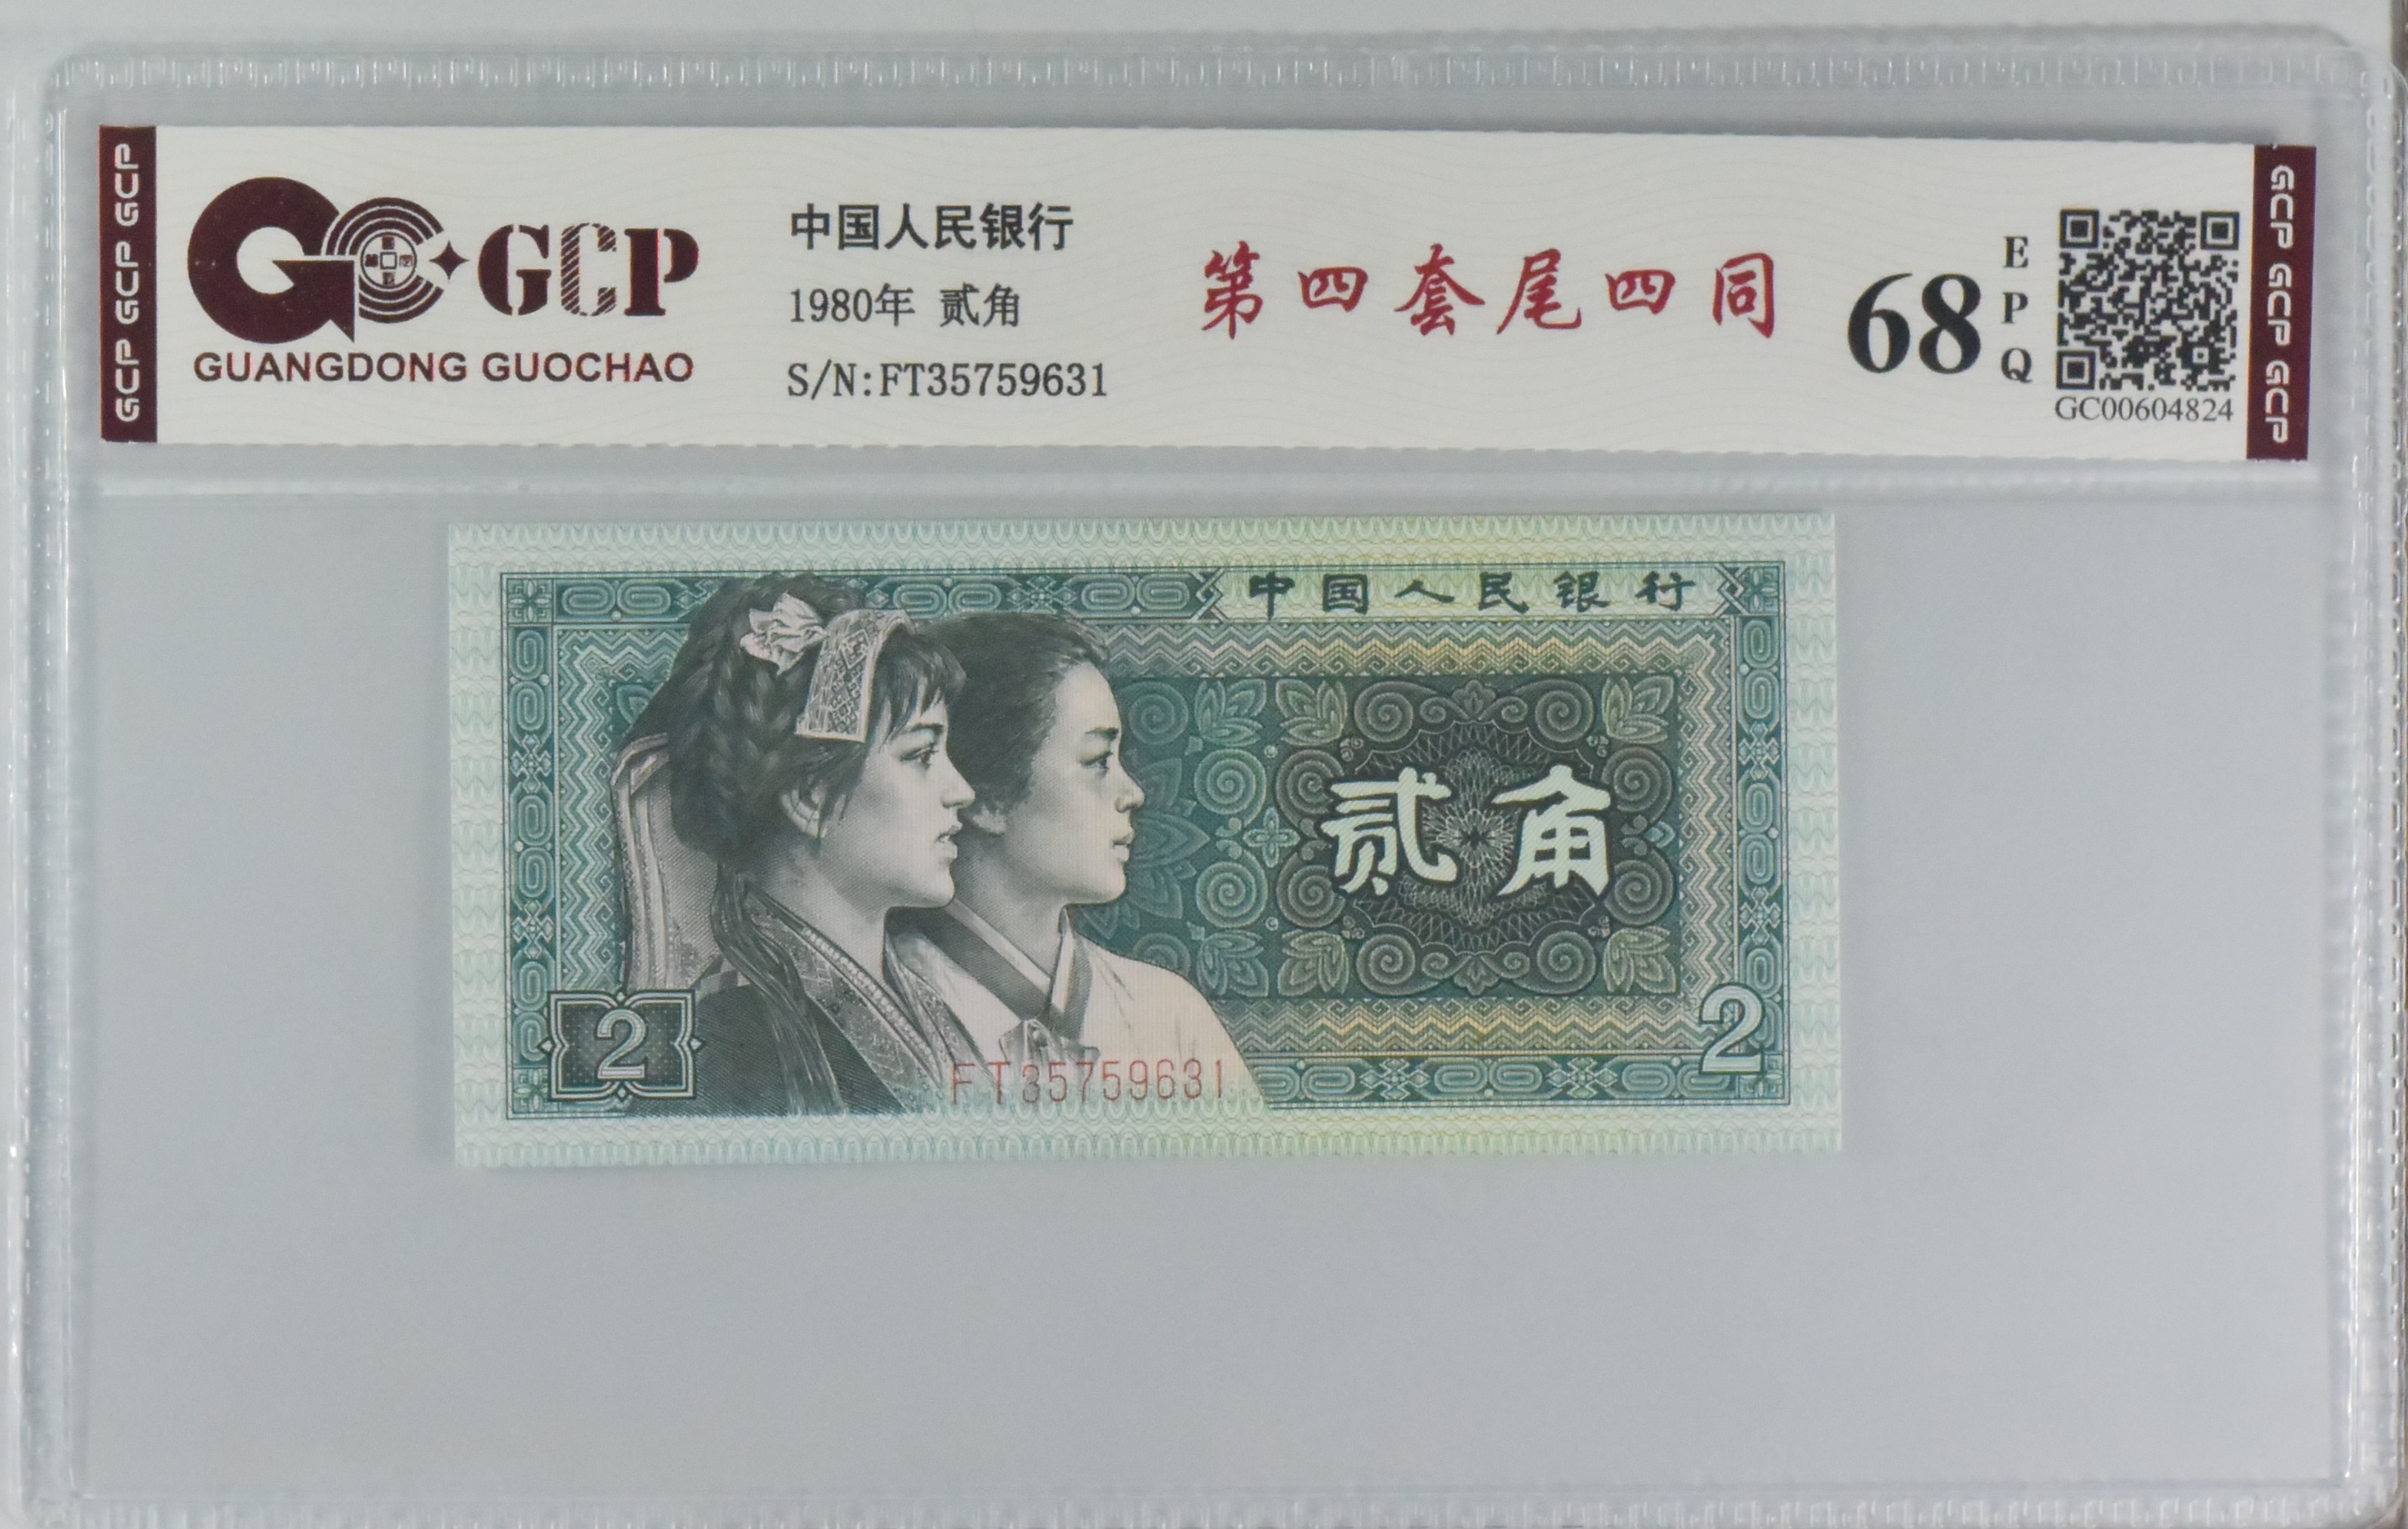 GCP GCP GCP
GCP
GUANGDONG GUOCHAO
中国人民银行
1980年 贰角
S/N:FT35759631
第四套尾四同
68
EPQ
GC00604824
GCP GCP GCP
中国人民银行
贰角
2
2
FT35759631